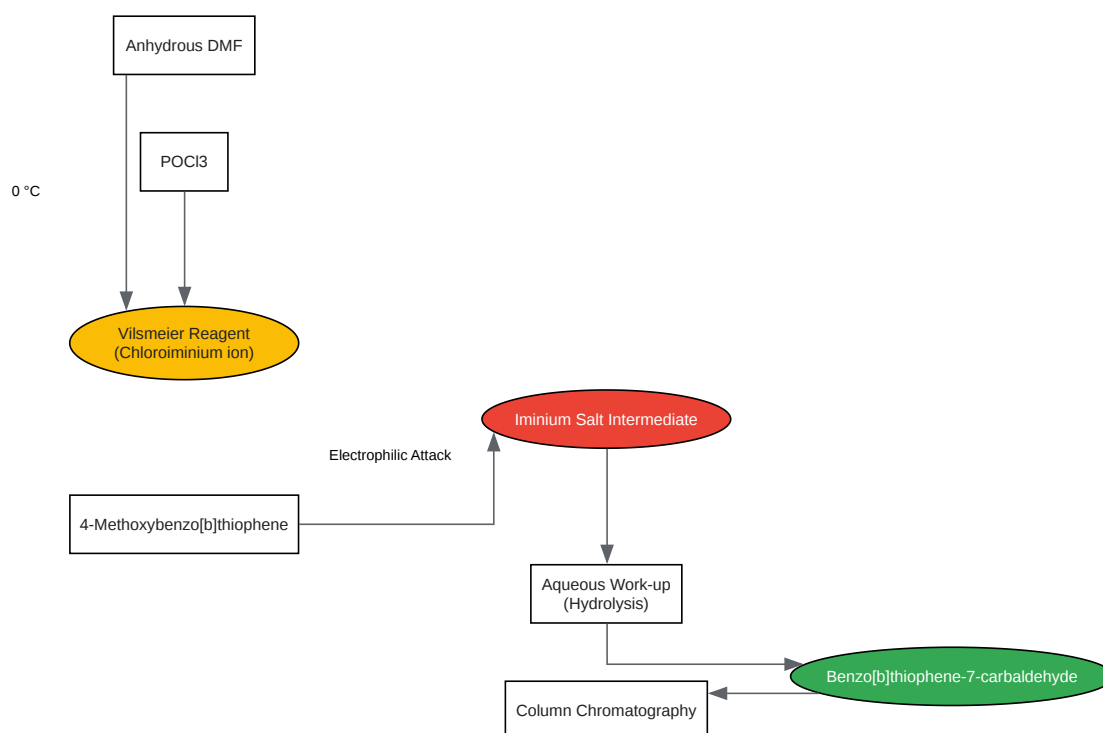 Anhydrous DMF
POCl3
0 °C
Vilsmeier Reagent
(Chloroiminium ion)
Iminium Salt Intermediate
Electrophilic Attack
4-Methoxybenzo[b]thiophene
Aqueous Work-up
(Hydrolysis)
Benzo[b]thiophene-7-carbaldehyde
Column Chromatography